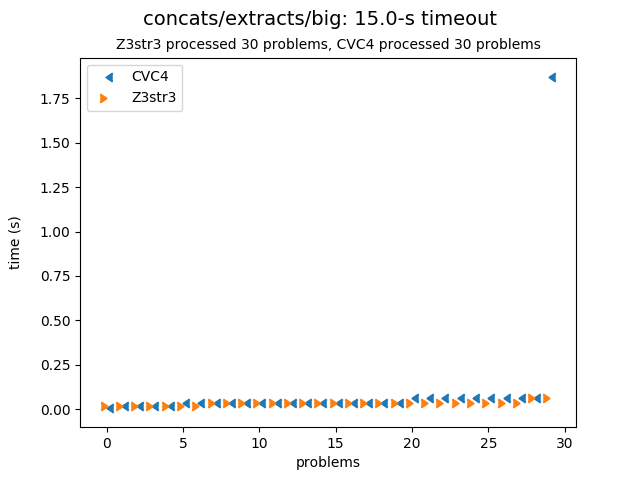 concats/extracts/big: 15.0-s timeout
Z3str3 processed 30 problems, CVC4 processed 30 problems
CVC4
Z3str3
1.75
1.50
1.25
1.00
0.75
0.50
0.25
0.00
time (s)
0 5 10 15 20 25 30
problems